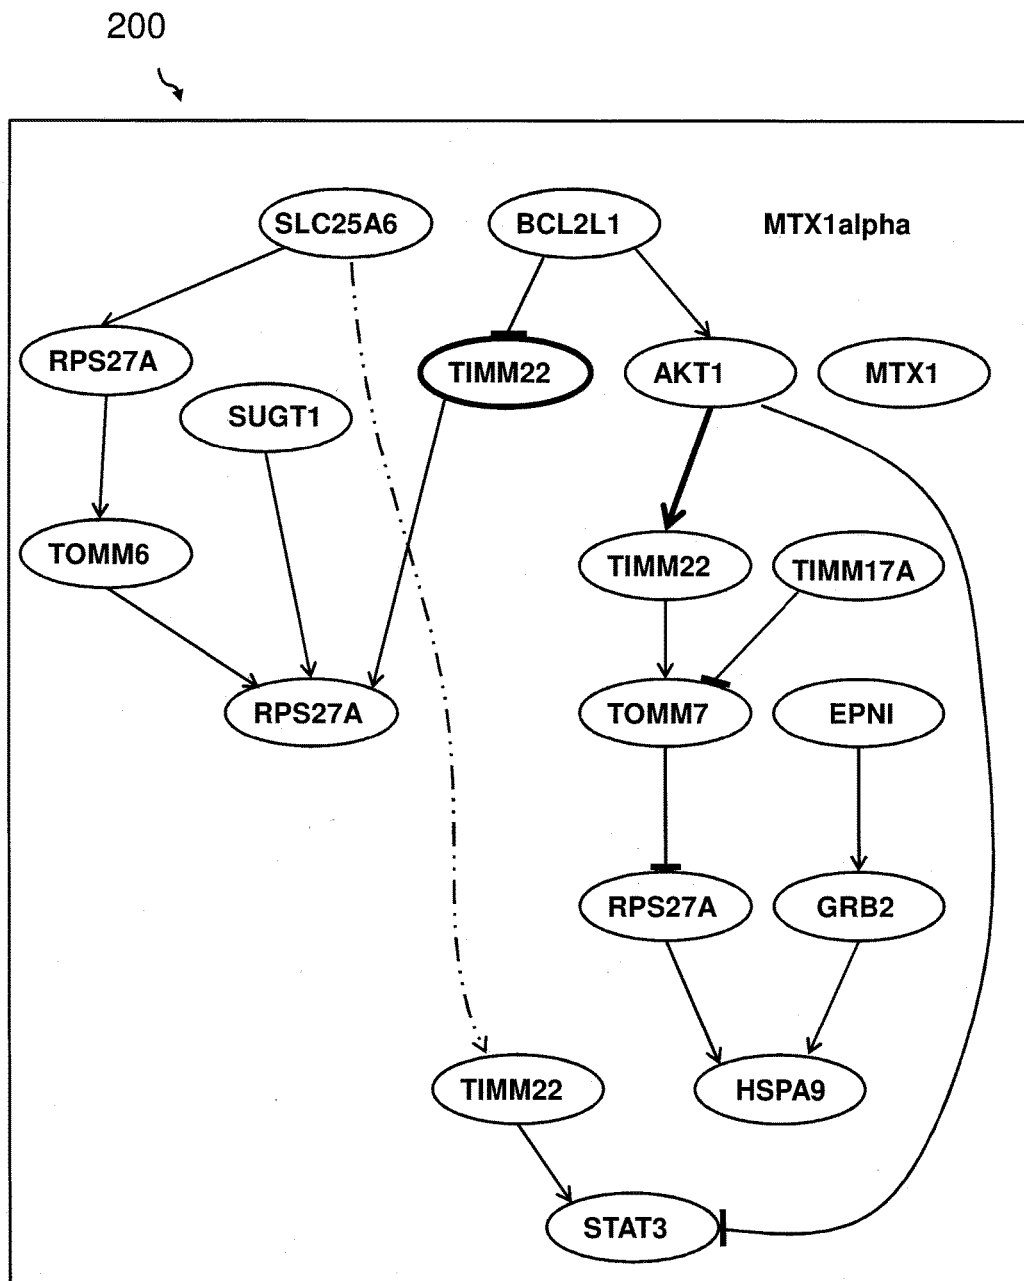 200
SLC25A6
BCL2L1
MTX1alpha
RPS27A
TIMM22
AKT1
MTX1
SUGT1
TOMM6
TIMM22
TIMM17A
RPS27A
TOMM7
EPNI
RPS27A
GRB2
TIMM22
HSPA9
STAT3